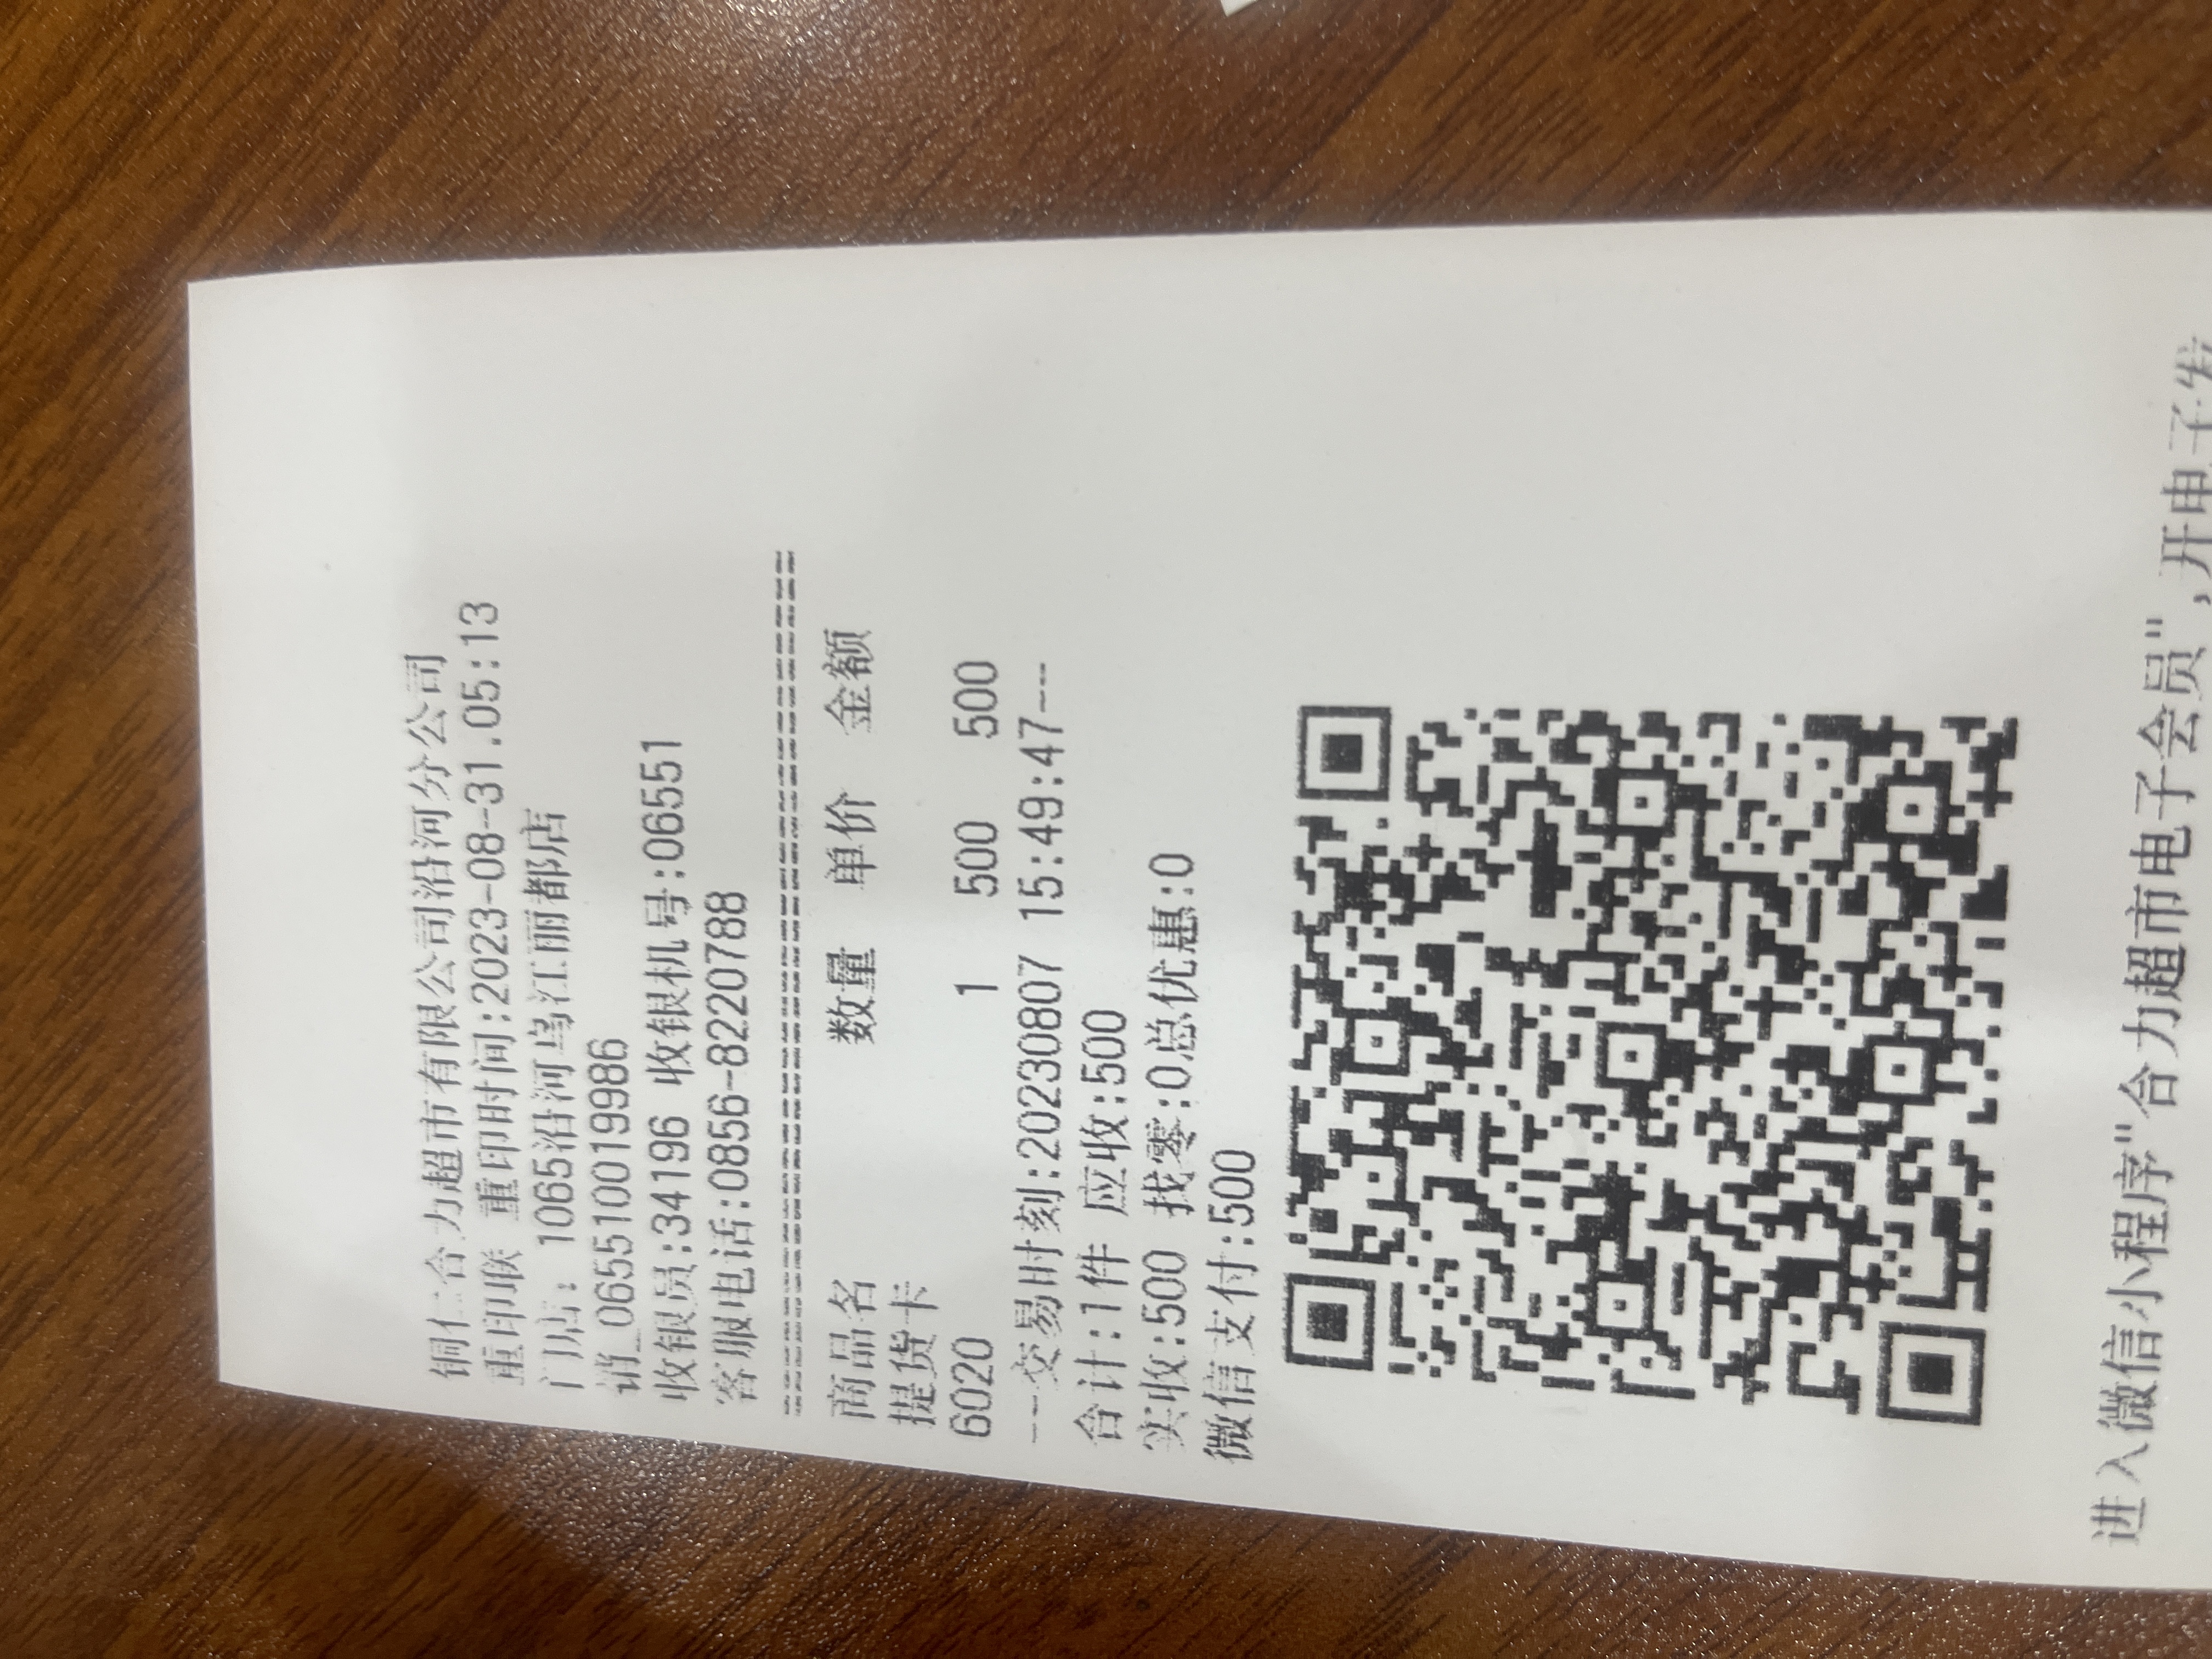 铜仁合力超市有限公司沿河分公司
重印联 重印时间:2023-08-31.05:13
门店: 1065沿河乌江丽都店
销_0655100019986
收银员:34196 收银机号:06551
客服电话:0856-8220788
================================
商品名 数量 单价 金额
提货卡
6020 1 500 500
---交易时刻:20230807 15:49:47---
合计:1件 应收:500
实收:500 找零:0总优惠:0
微信支付:500
进入微信小程序"合力超市电子会员",开电子发